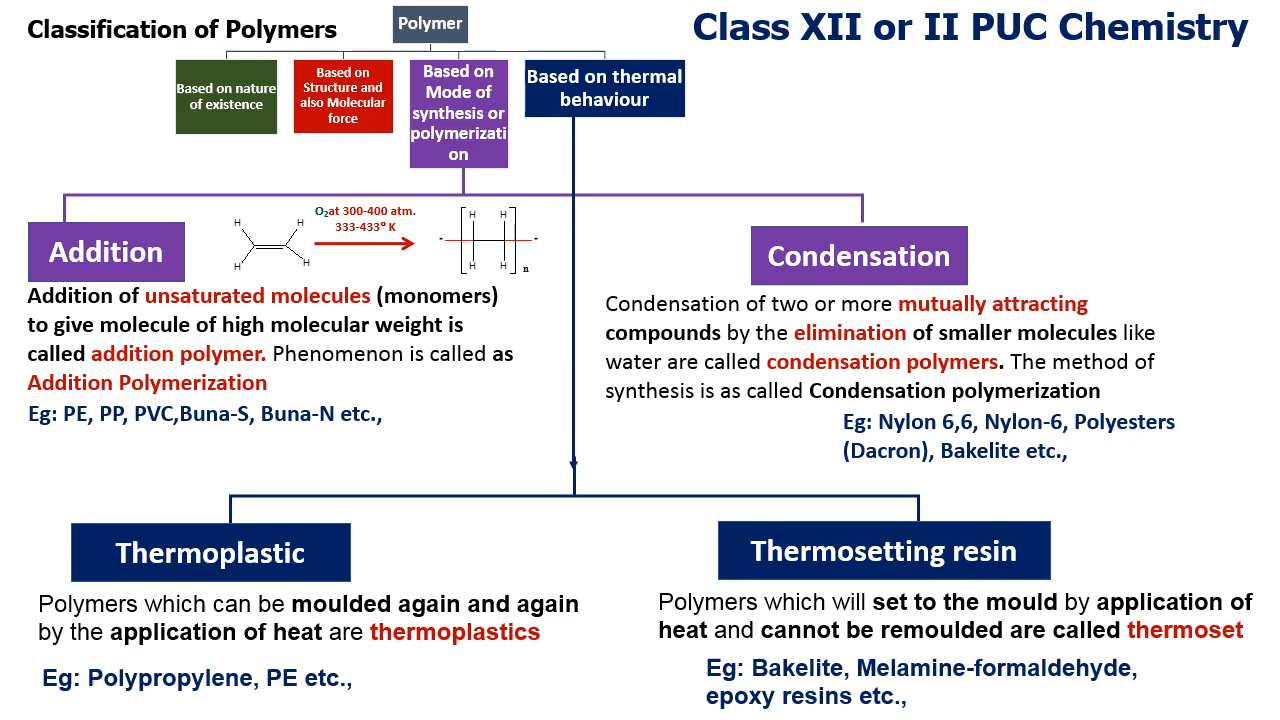 Classification of Polymers
Polymer
Class XII or II PUC Chemistry
Based on nature
of existence
Based on
Structure and
also Molecular
force
Based on
Mode of
synthesis or
polymerizati
on
Based on thermal
behaviour
Addition
H
H
H
H
O₂at 300-400 atm.
333-433° K
*
H
H
H
H
*
n
Addition of unsaturated molecules (monomers)
to give molecule of high molecular weight is
called addition polymer. Phenomenon is called as
Addition Polymerization
Eg: PE, PP, PVC,Buna-S, Buna-N etc.,
Condensation
Condensation of two or more mutually attracting
compounds by the elimination of smaller molecules like
water are called condensation polymers. The method of
synthesis is as called Condensation polymerization
Eg: Nylon 6,6, Nylon-6, Polyesters
(Dacron), Bakelite etc.,
Thermoplastic
Polymers which can be moulded again and again
by the application of heat are thermoplastics
Eg: Polypropylene, PE etc.,
Thermosetting resin
Polymers which will set to the mould by application of
heat and cannot be remoulded are called thermoset
Eg: Bakelite, Melamine-formaldehyde,
epoxy resins etc.,